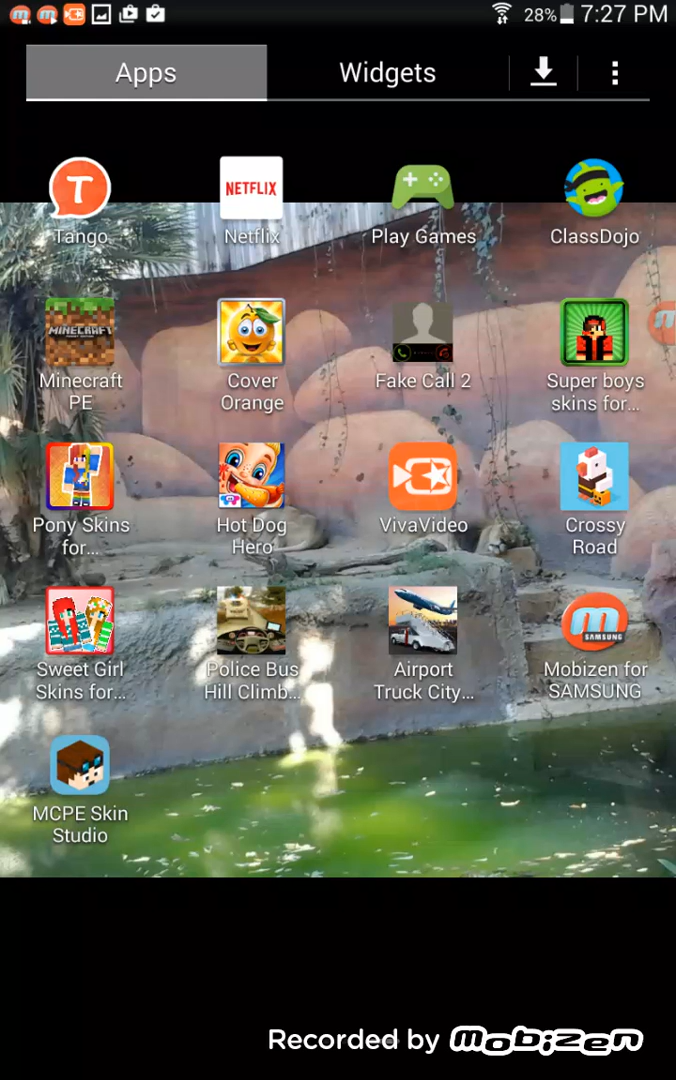 28% 7:27 PM
Apps Widgets
T
NETFLIX
Tango Netflix Play Games ClassDojo
MINECRAFT
Minecraft PE
Cover Orange
Fake Call 2
Super boys skins for...
Pony Skins for...
Hot Dog Hero
VivaVideo
Crossy Road
m
SAMSUNG
Sweet Girl Skins for...
Police Bus Hill Climb...
Airport Truck City...
Mobizen for SAMSUNG
MCPE Skin Studio
Recorded by mobizen